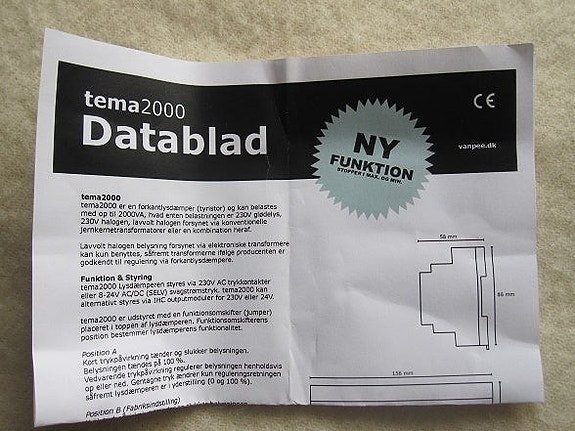 tema2000
Datablad
NY
FUNKTION
STOPPER I MAX. OG MIN.
CE
vanpee.dk
tema2000
tema2000 er en forkantlysdæmper (tyristor) og kan belastes
med op til 2000VA, hvad enten belastningen er 230V glødelys,
230V halogen, lavvolt halogen forsynet via konventionelle
jernkernetransformatorer eller en kombination heraf.
Lavvolt halogen belysning forsynet via elektroniske transformere
kan kun benyttes, såfremt transformerne ifølge producenten er
godkendt til regulering via forkantlysdæmpere.
Funktion & Styring
tema2000 Lysdæmperen styres via 230V AC trykkontakter
eller 8-24V AC/DC (SELV) svagstrømstryk. tema2000 kan
alternativt styres via IHC outputmoduler for 230V eller 24V.
tema2000 er udstyret med en funktionsomskifter (jumper)
placeret i toppen af lysdæmperen. Funktionsomskifterens
position bestemmer lysdæmperens funktionalitet.
Position A
Kort trykpåvirkning tænder og slukker belysningen.
Belysningen tændes på 100 %.
Vedvarende trykpåvirkning regulerer belysningen henholdsvis
op eller ned. Gentagne tryk ændrer kun reguleringsretningen
såfremt lysdæmperen er i yderstilling (0 og 100 %).
Position B (Fabriksindstilling)
58 mm
86 mm
156 mm